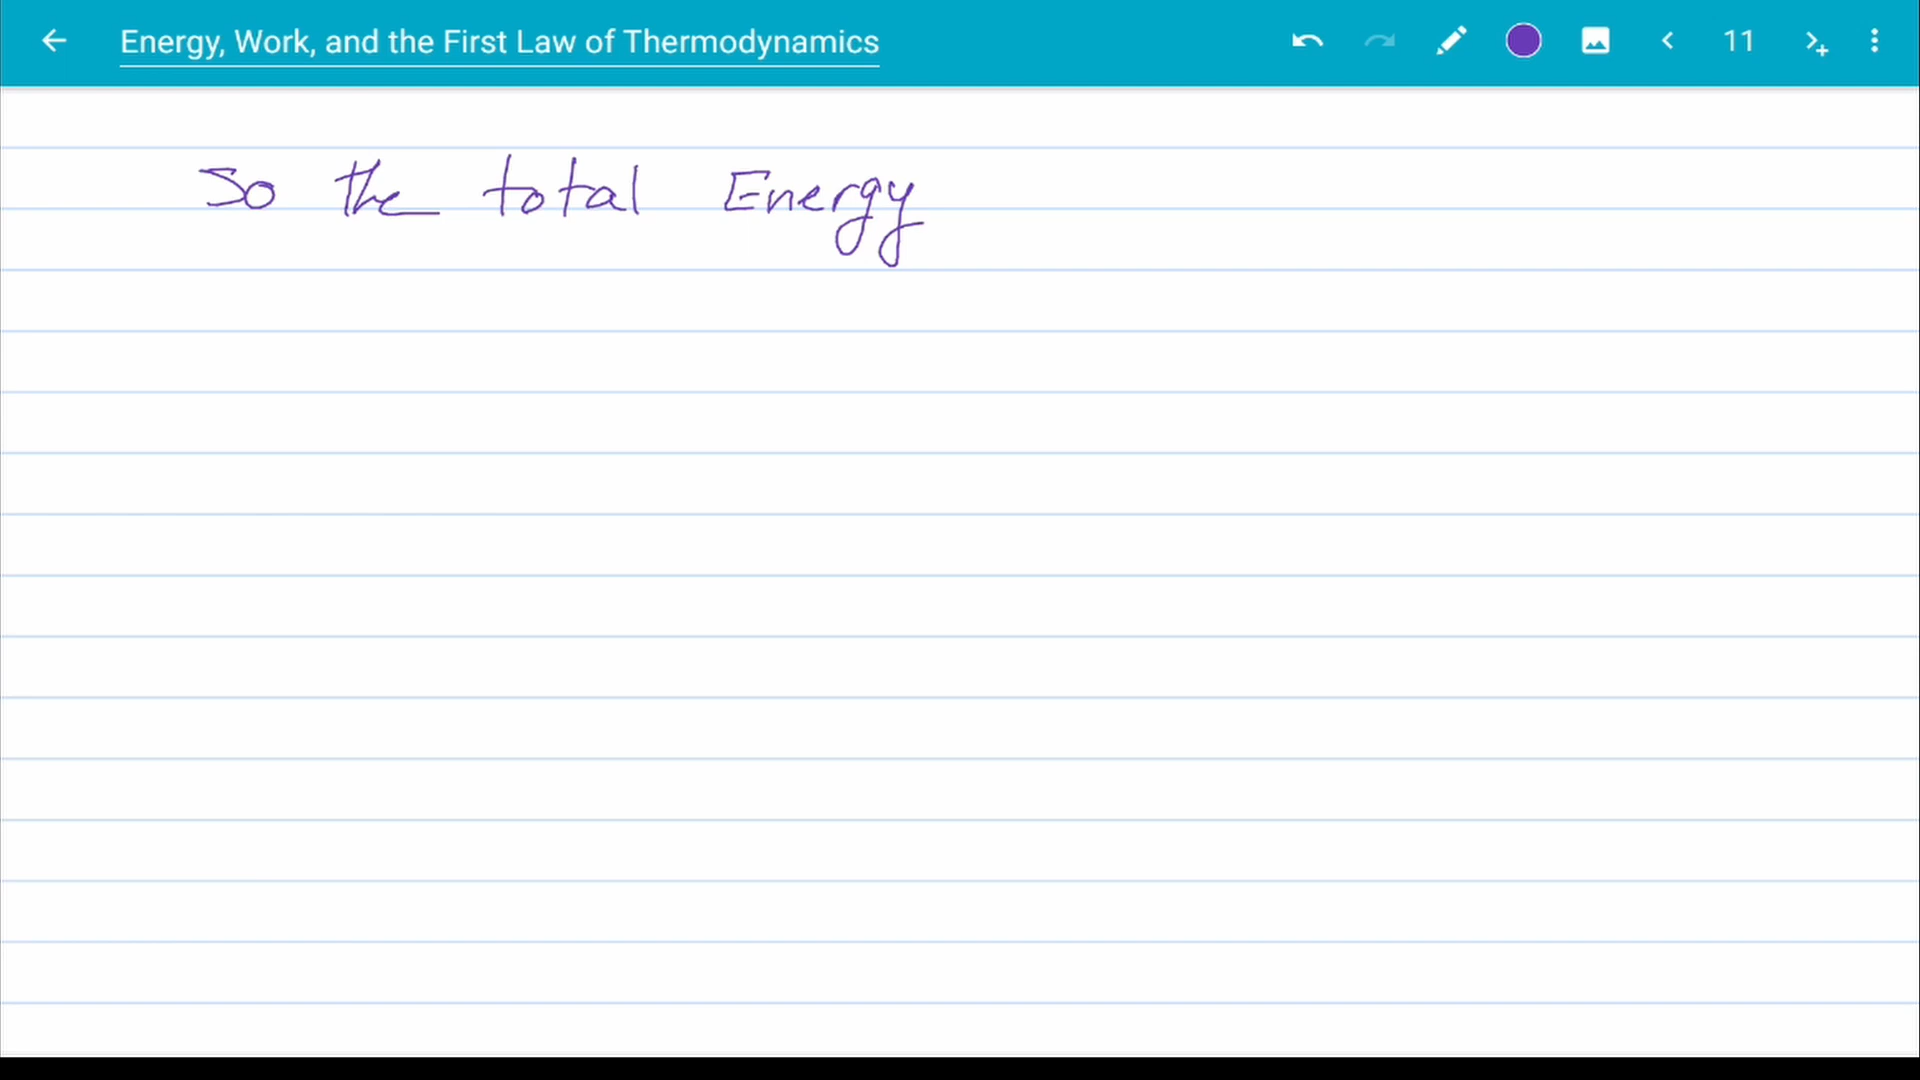 Energy, Work, and the First Law of Thermodynamics 11
So the total Energy